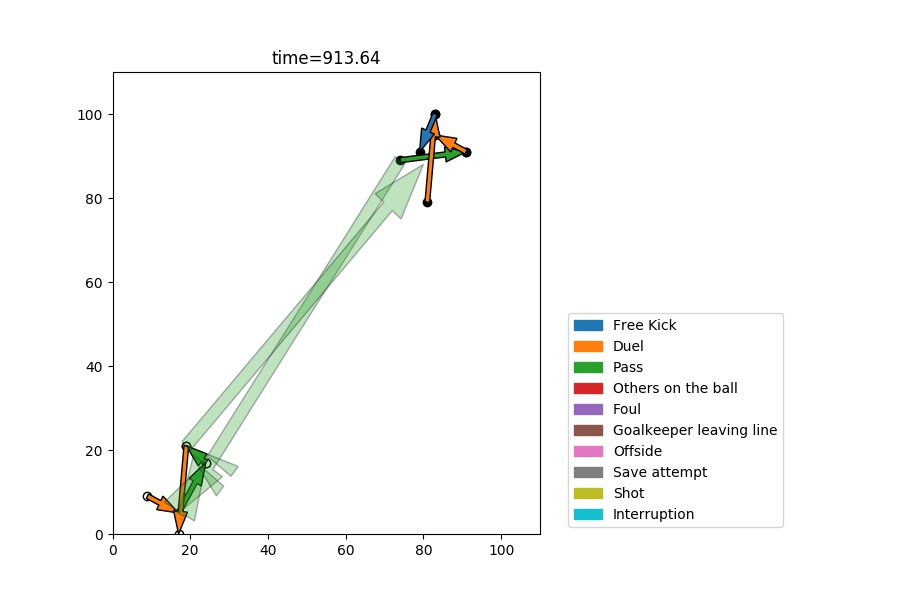 time=913.64
100
80
60
40
20
0
0
20
40
60
80
100
Free Kick
Duel
Pass
Others on the ball
Foul
Goalkeeper leaving line
Offside
Save attempt
Shot
Interruption